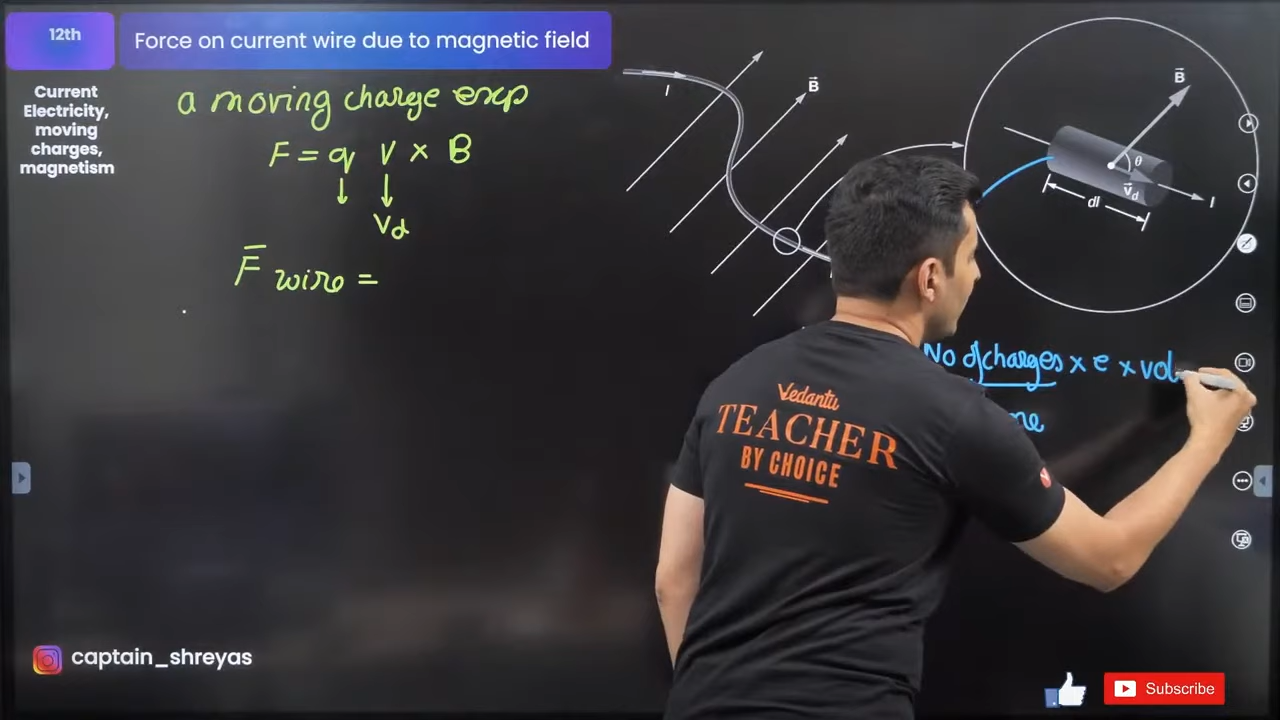 12th
Force on current wire due to magnetic field
Current
Electricity,
moving
charges,
magnetism
a moving charge exp
F = q V × B
Vd
F wire =
I
B
B
θ
vd
dl
I
No of charges × e × vol
captain_shreyas
Vedantu
TEACHER
BY CHOICE
Subscribe